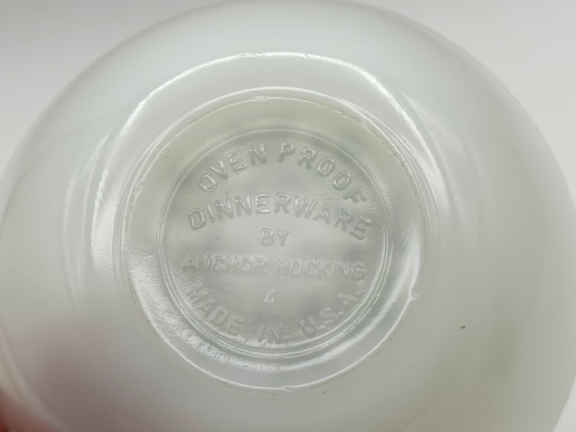 OVEN PROOF
DINNERWARE
BY
ANCHOR HOCKING
MADE IN U.S.A.